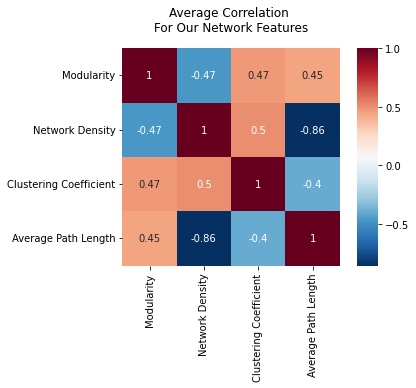 Average Correlation
For Our Network Features
Modularity 1 -0.47 0.47 0.45
Network Density -0.47 1 0.5 -0.86
Clustering Coefficient 0.47 0.5 1 -0.4
Average Path Length 0.45 -0.86 -0.4 1
Modularity
Network Density
Clustering Coefficient
Average Path Length
1.0
0.5
0.0
−0.5